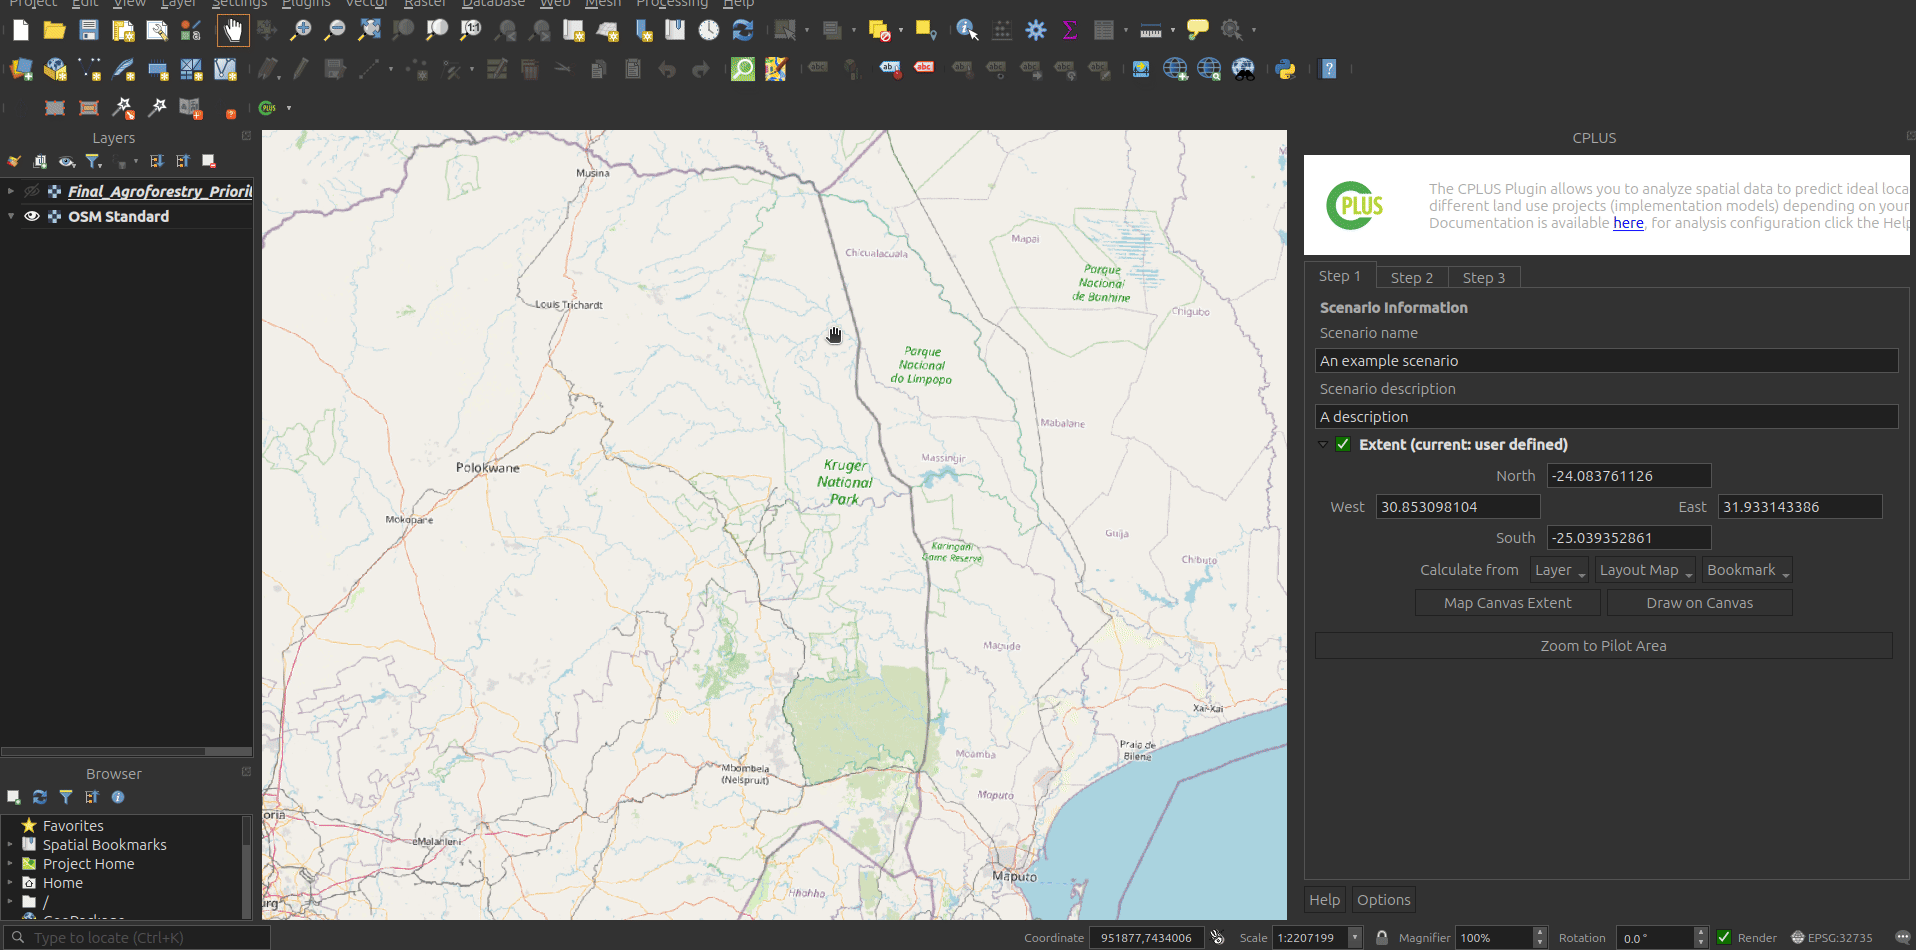 Project Edit View Layer Settings Plugins Vector Raster Database Web Mesh Processing Help
Layers
Final_Agroforestry_Priorit
OSM Standard
Browser
Favorites
Spatial Bookmarks
Project Home
Home
/
GeoPackage
Musina
Chicualacuala
Mapai
Parque
Nacional
de Banhine
Chigubo
Louis Trichardt
Parque
Nacional
do Limpopo
Mabalane
Polokwane
Kruger
National
Park
Massingir
Mokopane
Guija
Karingani
Game Reserve
Chibuto
Magude
Xai-Xai
Praia de
Bilene
Moamba
Mbombela
(Nelspruit)
Maputo
oria
eMalahleni
Maputo
Hhohho
urg
CPLUS
CPLUS
The CPLUS Plugin allows you to analyze spatial data to predict ideal loca
different land use projects (implementation models) depending on your
Documentation is available here, for analysis configuration click the Help
Step 1 Step 2 Step 3
Scenario Information
Scenario name
An example scenario
Scenario description
A description
Extent (current: user defined)
North -24.083761126
West 30.853098104 East 31.933143386
South -25.039352861
Calculate from Layer Layout Map Bookmark
Map Canvas Extent Draw on Canvas
Zoom to Pilot Area
Help Options
Type to locate (Ctrl+K)
Coordinate 951877,7434006 Scale 1:2207199 Magnifier 100% Rotation 0.0 ° Render EPSG:32735